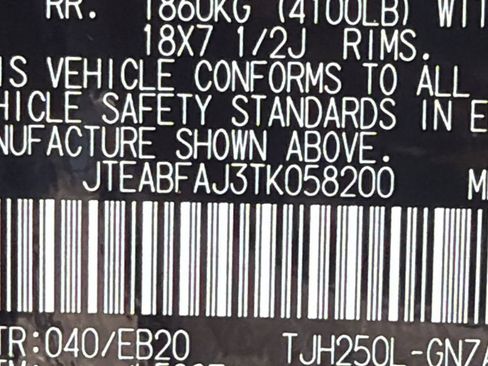 RR. 1860KG (4100LB) WIT
18X7 1/2J RIMS.
IS VEHICLE CONFORMS TO ALL
HICLE SAFETY STANDARDS IN E
NUFACTURE SHOWN ABOVE.
JTEABFAJ3TK058200 M
TR:040/EB20 TJH250L-GNZA